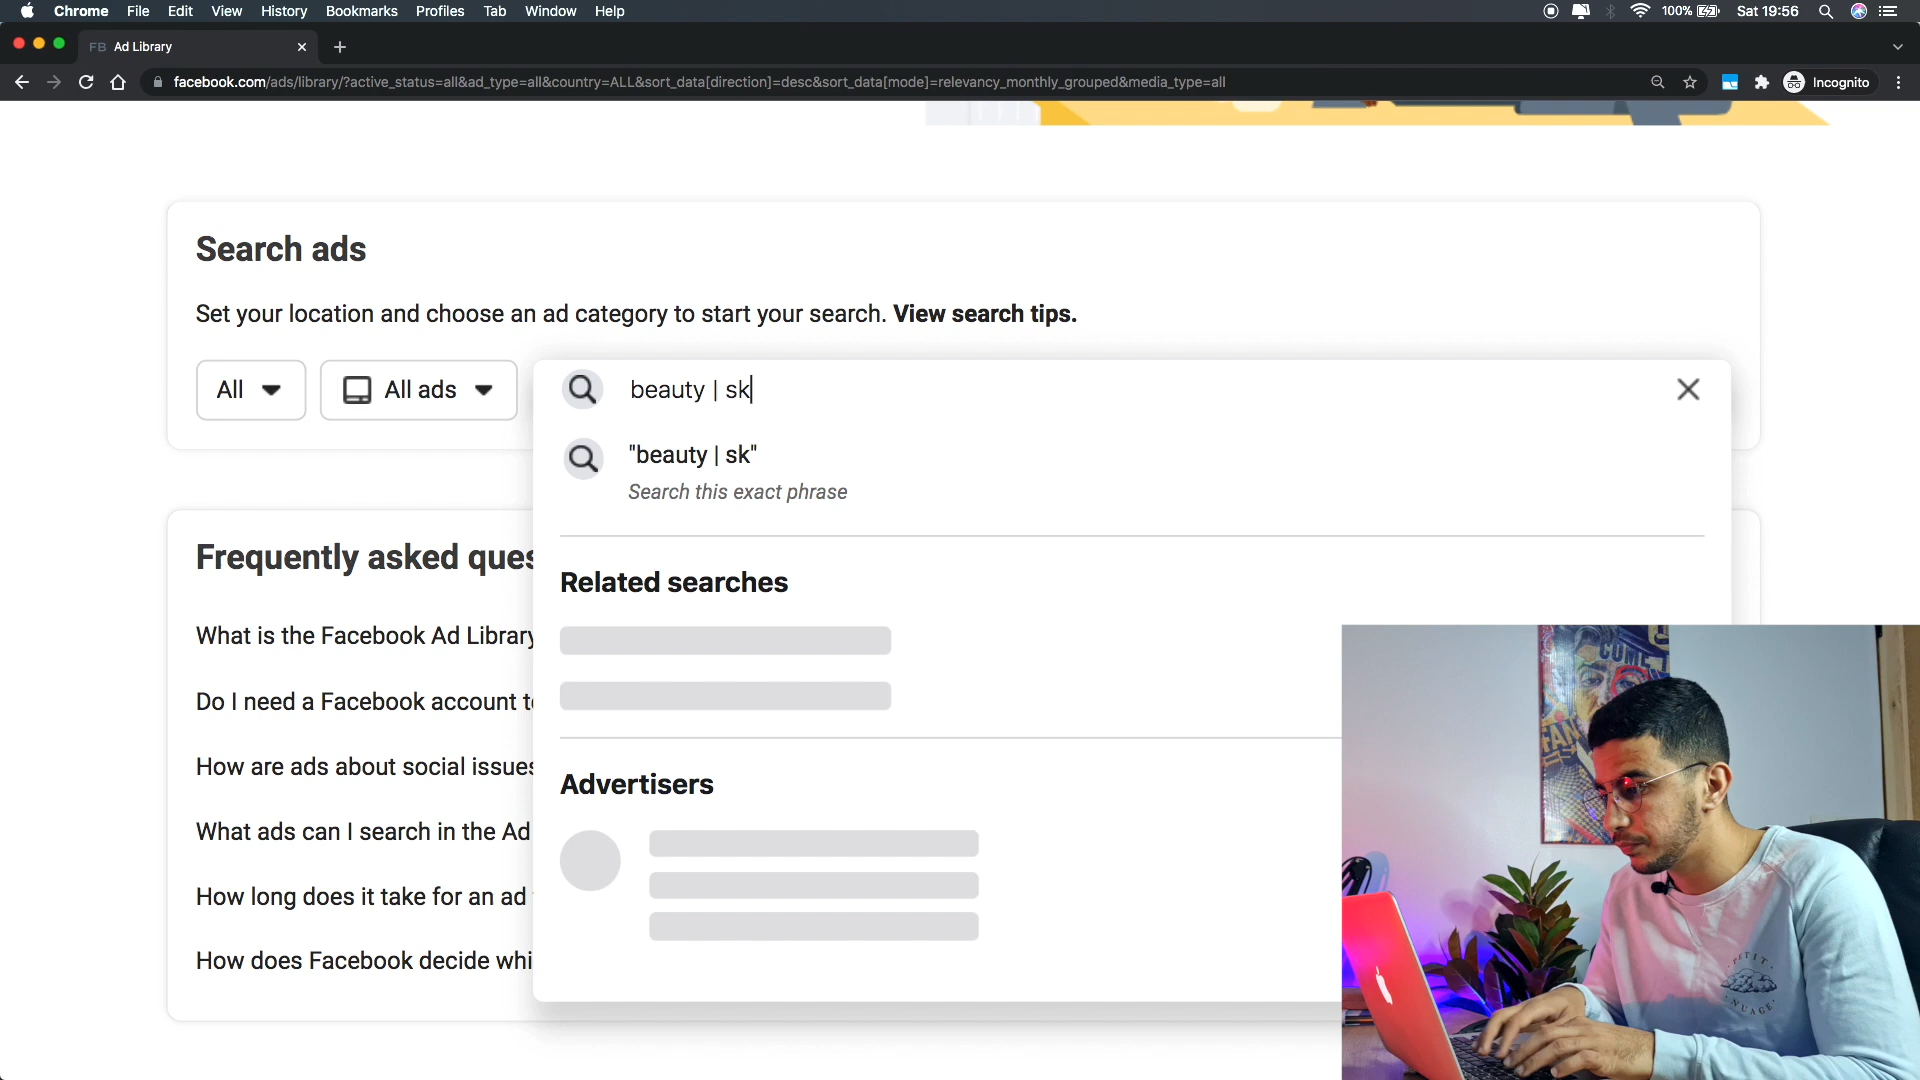 Chrome File Edit View History Bookmarks Profiles Tab Window Help 100% Sat 19:56
FB Ad Library
facebook.com/ads/library/?active_status=all&ad_type=all&country=ALL&sort_data[direction]=desc&sort_data[mode]=relevancy_monthly_grouped&media_type=all Incognito
Search ads
Set your location and choose an ad category to start your search. View search tips.
All All ads beauty | sk
"beauty | sk"
Search this exact phrase
Related searches
Advertisers
Frequently asked ques
What is the Facebook Ad Library
Do I need a Facebook account t
How are ads about social issues
What ads can I search in the Ad
How long does it take for an ad
How does Facebook decide whi
COME
FAN
PETIT
NUAGE